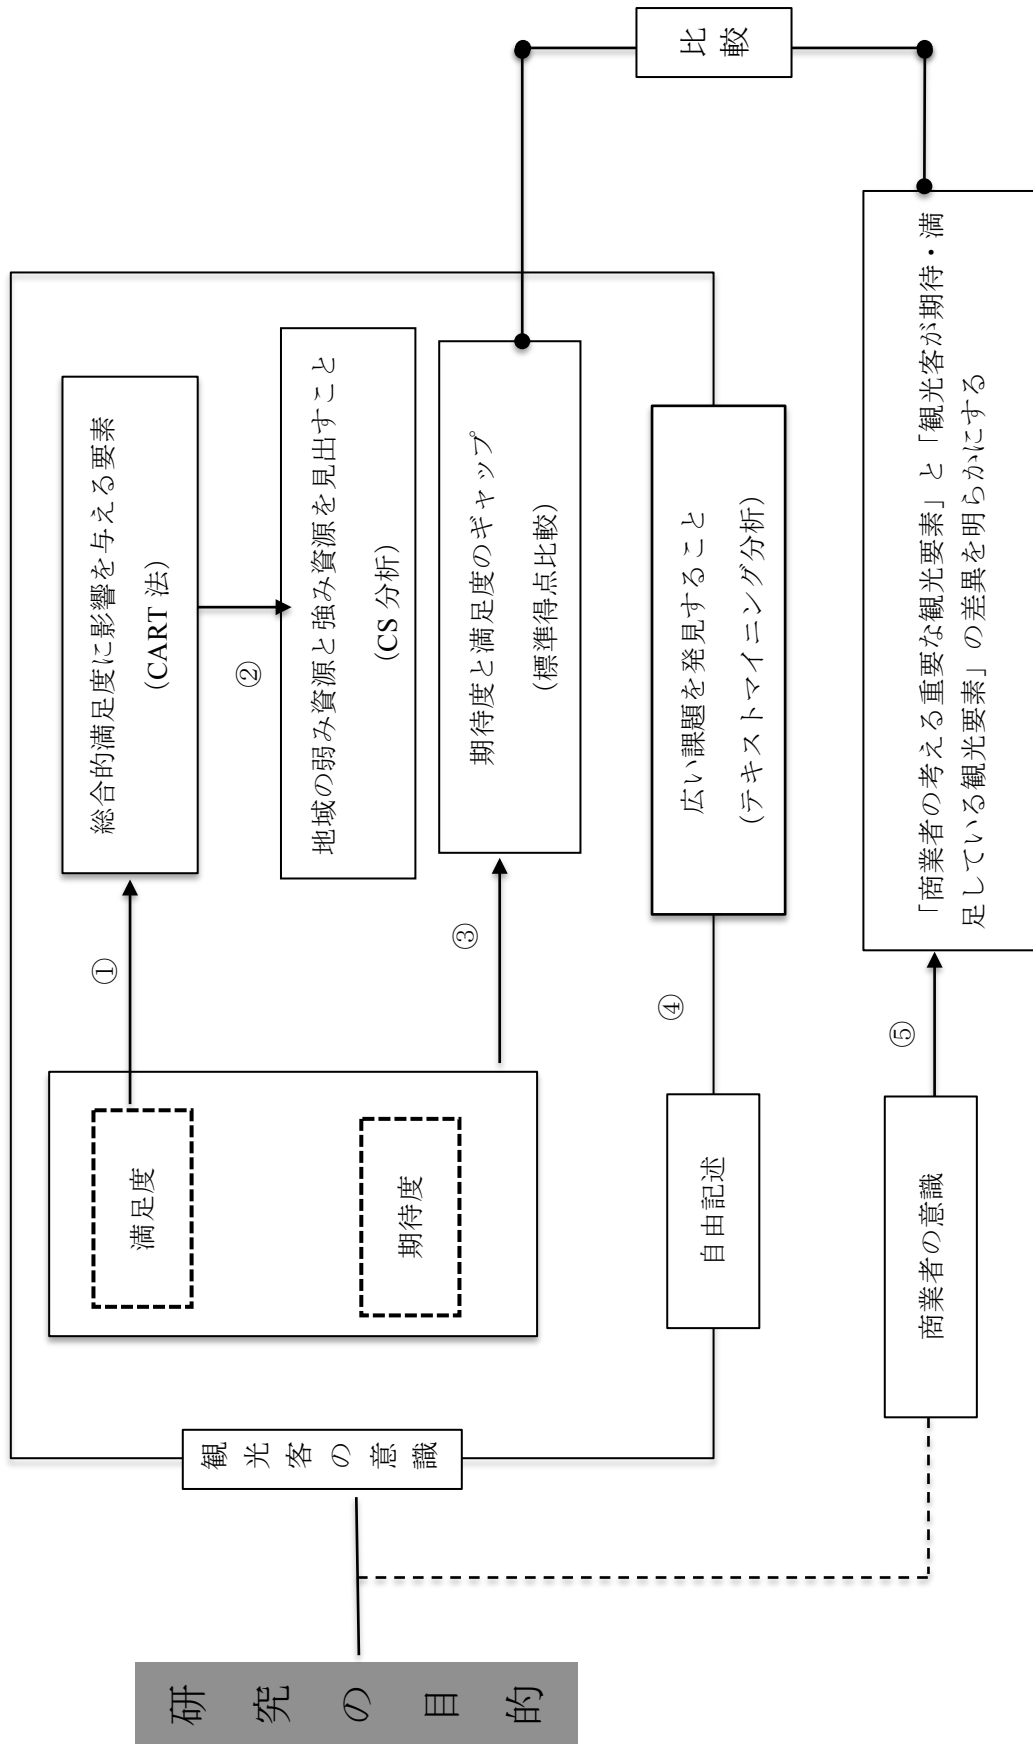 研究の目的
観光客の意識
満足度
期待度
①
総合的満足度に影響を与える要素
(CART 法)
②
地域の弱み資源と強み資源を見出すこと
(CS 分析)
③
期待度と満足度のギャップ
(標準得点比較)
自由記述
④
広い課題を発見すること
(テキストマイニング分析)
商業者の意識
⑤
「商業者の考える重要な観光要素」と「観光客が期待・満
足している観光要素」の差異を明らかにする
比較